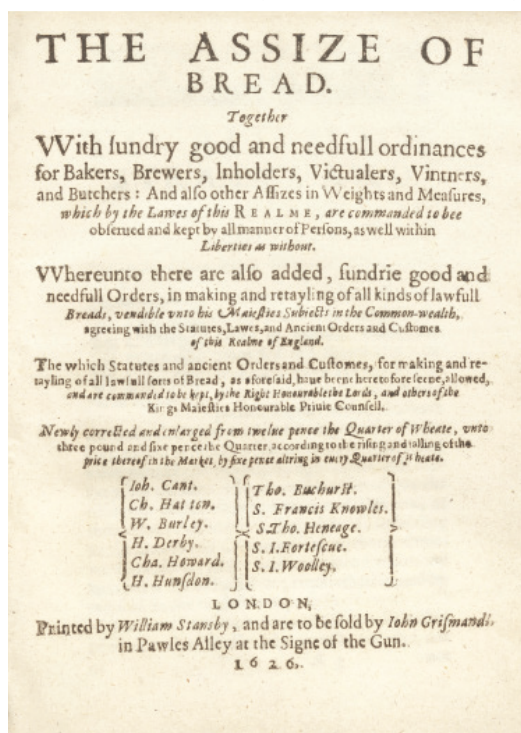 THE ASSIZE OF
BREAD.
Together
VVith ſundry good and needfull ordinances
for Bakers, Brewers, Inholders, Victualers, Vintners,
and Butchers: And alſo other Aſſizes in Weights and Meaſures,
which by the Lawes of this REALME, are commanded to bee
obſerued and kept by all manner of Perſons, as well within
Liberties as without.
VVhereunto there are alſo added, ſundrie good and
needfull Orders, in making and retayling of all kinds of lawfull
Breads, vendible vnto his Maieſties Subiects in the Common-wealth,
agreeing with the Statutes, Lawes, and Ancient Orders and Cuſtomes
of this Realme of England.
The which Statutes and ancient Orders and Cuſtomes, for making and re-
tayling of all lawfull ſorts of Bread, as aforeſaid, haue beene heretofore ſeene, allowed,
and are commanded to be kept, by the Right Honourable the Lords, and others of the
Kings Maieſties Honourable Priuie Counſell.
Newly corrected and enlarged from twelue pence the Quarter of Wheate, vnto
three pound and ſixe pence the Quarter, according to the riſing and falling of the
price thereof in the Market, by ſixe pence altring in euery Quarter of Wheate.
Ioh. Cant.
Ch. Hatton.
W. Burley.
H. Derby.
Cha. Howard.
H. Hunſdon.
Tho. Buchurſt.
S. Francis Knowles.
S. Tho. Heneage.
S. I. Forteſcue.
S. I. Woolley.
LONDON,
Printed by William Stansby, and are to be ſold by Iohn Griſmand
in Pawles Alley at the Signe of the Gun.
1626.